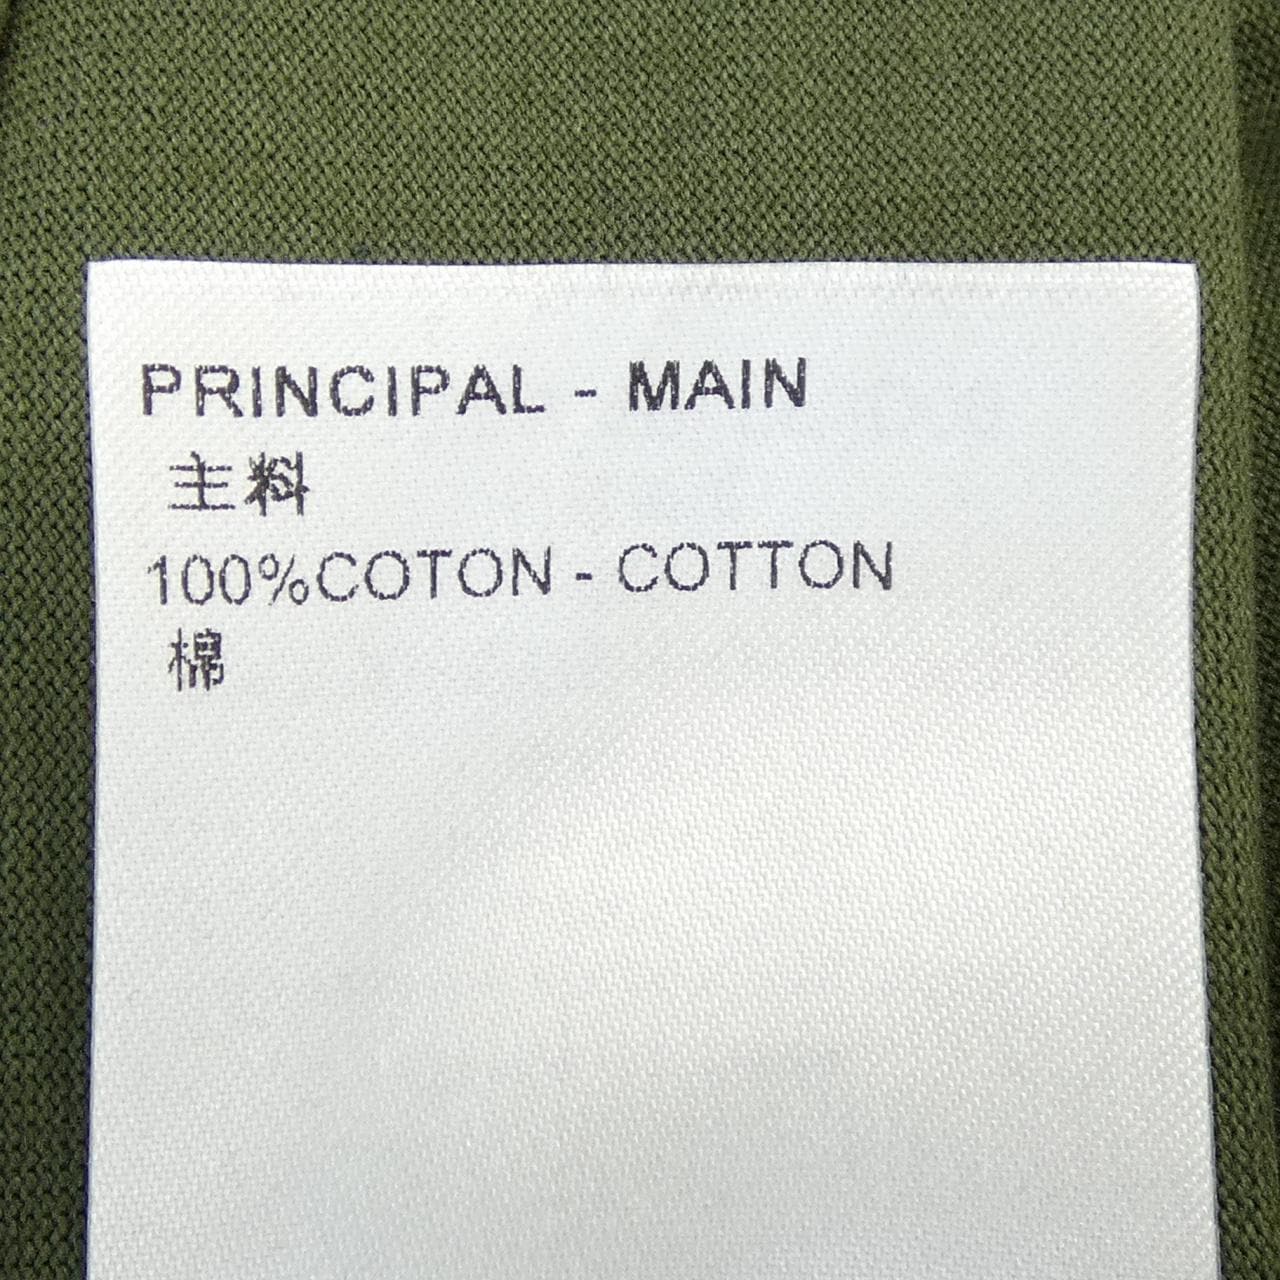 PRINCIPAL - MAIN
主料
100%COTON - COTTON
棉